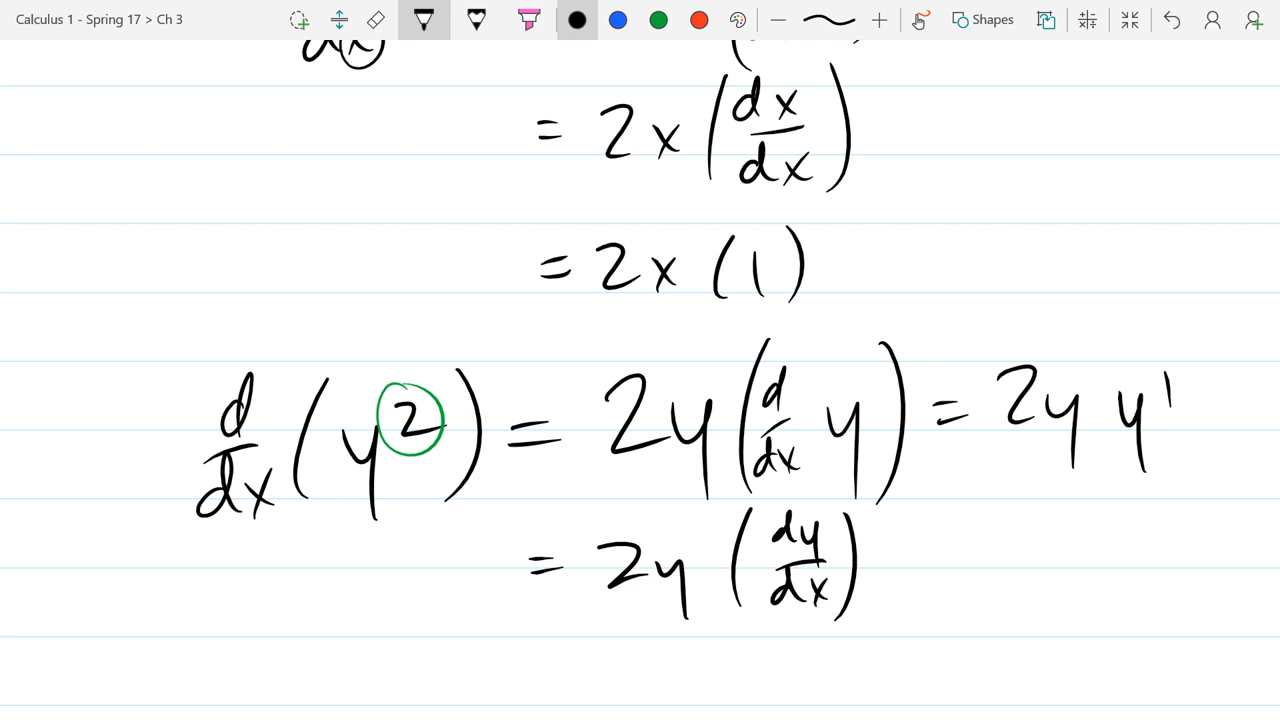 Calculus 1 - Spring 17 > Ch 3
Shapes
= 2x (dx/dx)
= 2x (1)
d/dx (y²) = 2y (d/dx y) = 2y y'
= 2y (dy/dx)